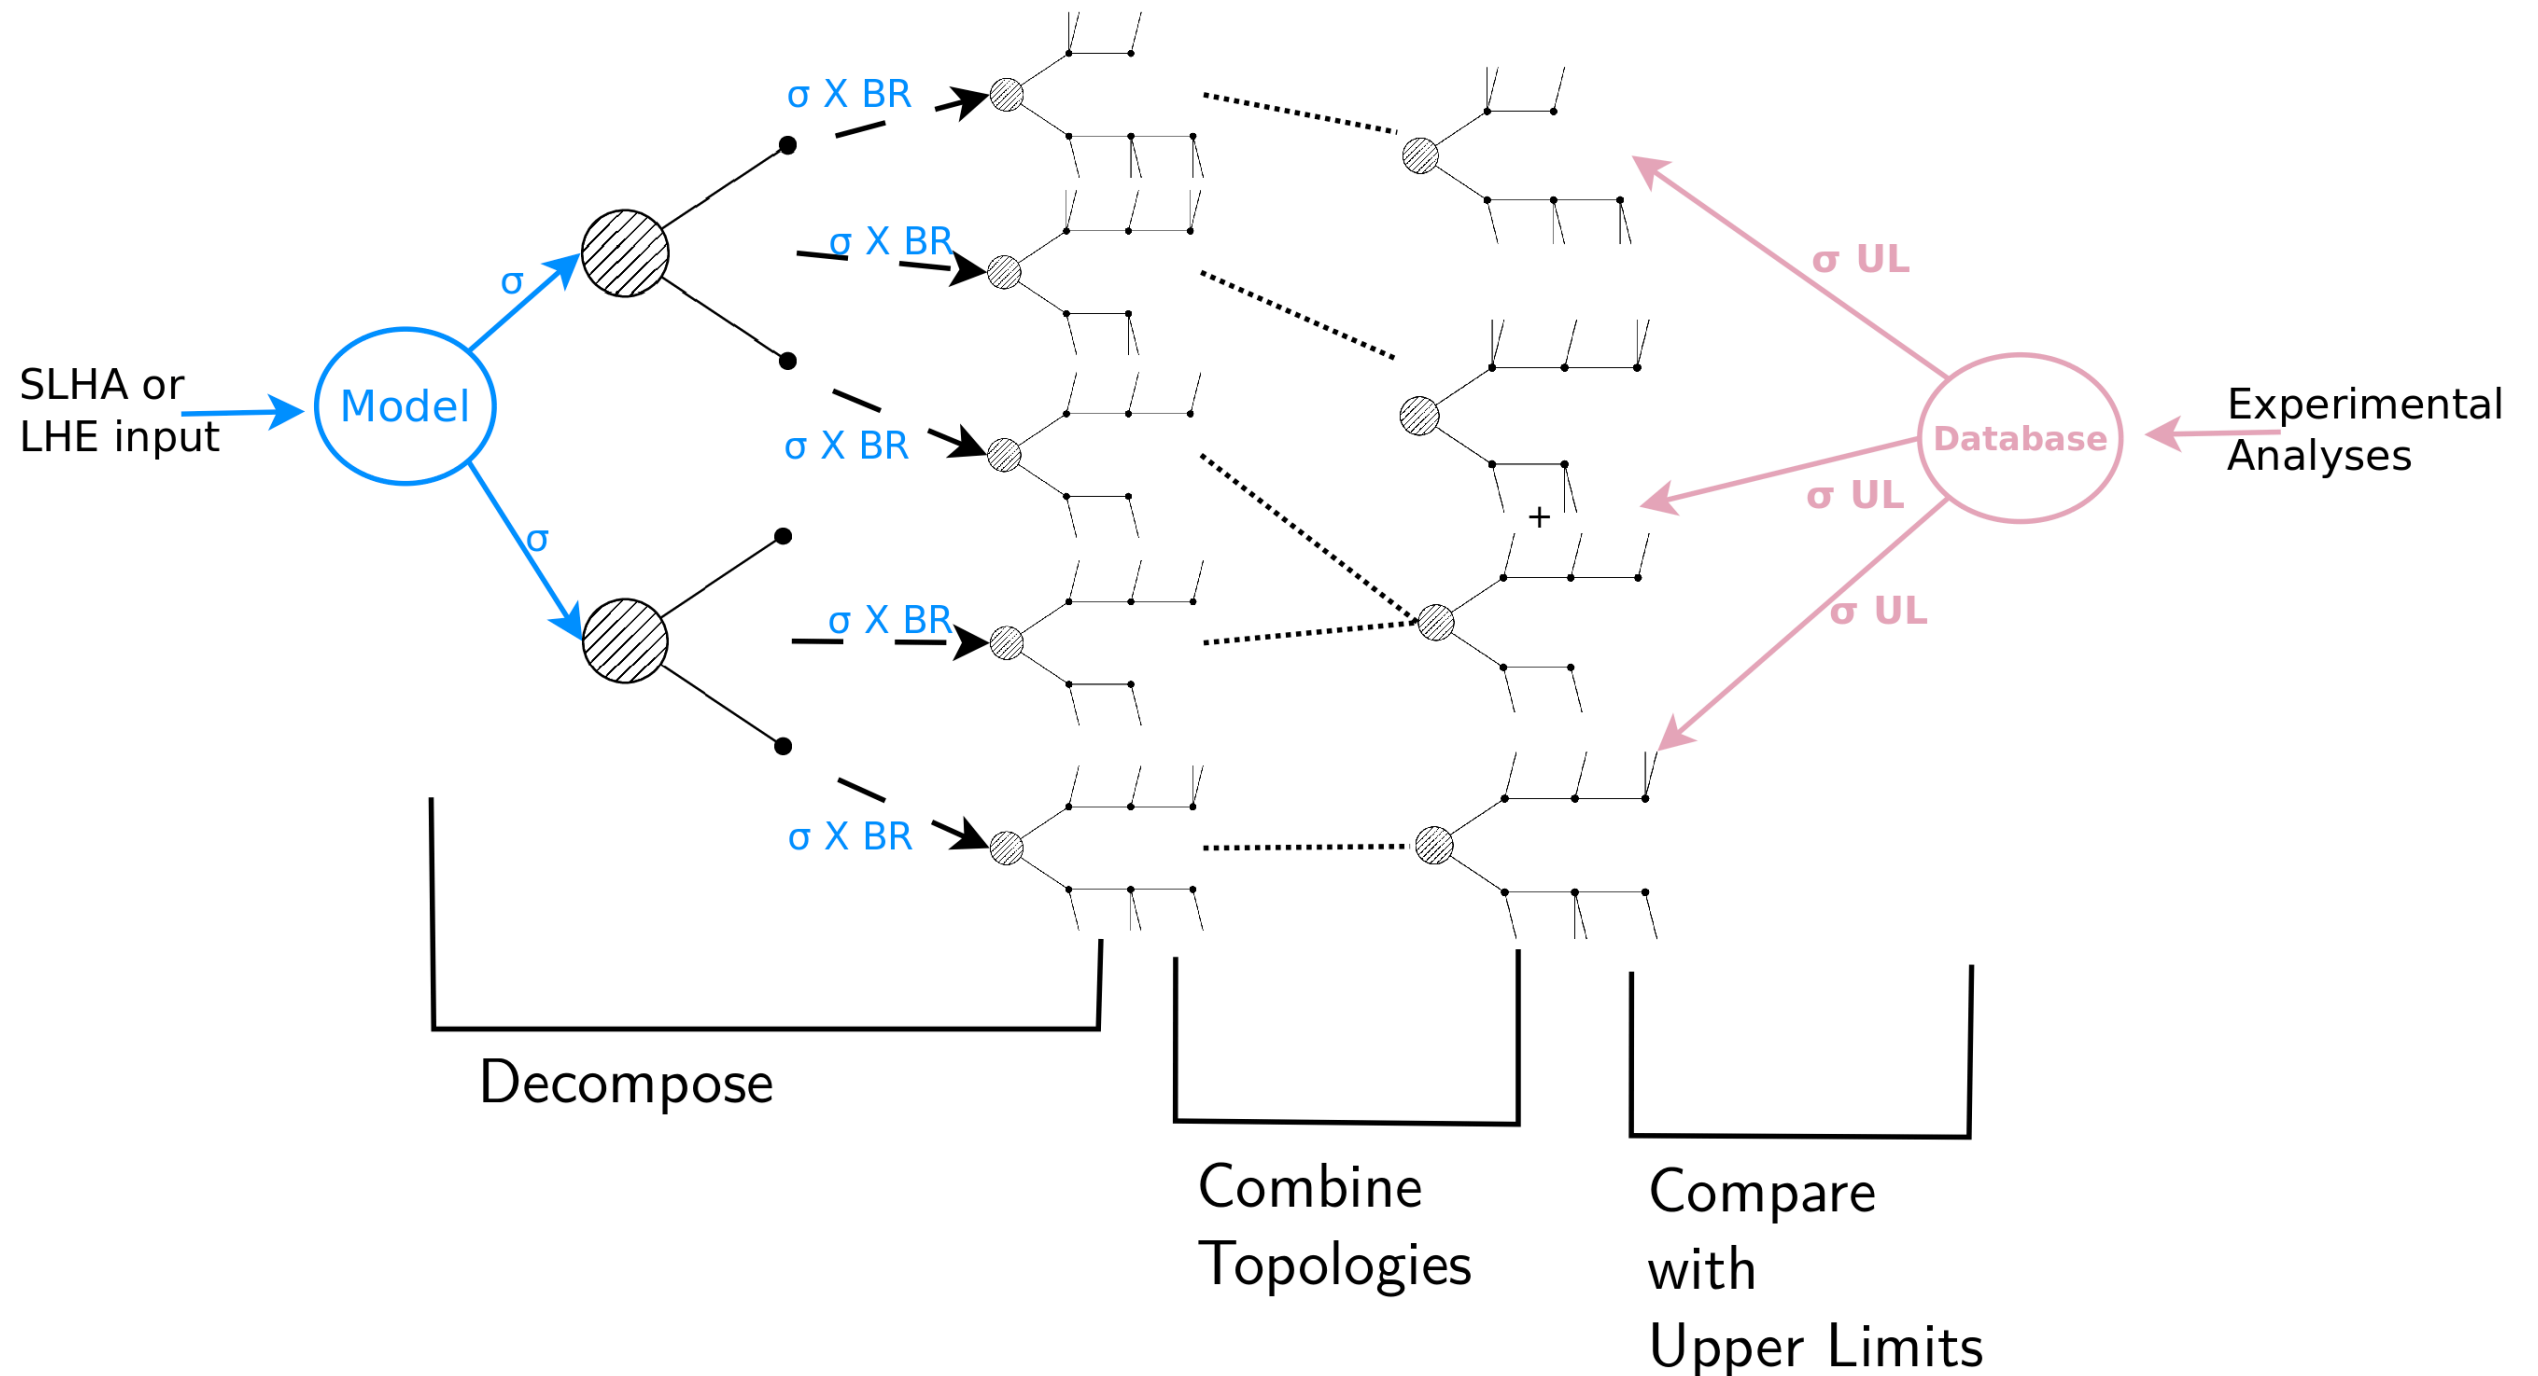 σ X BR
σ X BR
σ UL
σ
SLHA or
LHE input
Model
Experimental
Analyses
Database
σ X BR
σ UL
+
σ
σ X BR
σ UL
σ X BR
Decompose
Combine
Topologies
Compare
with
Upper Limits